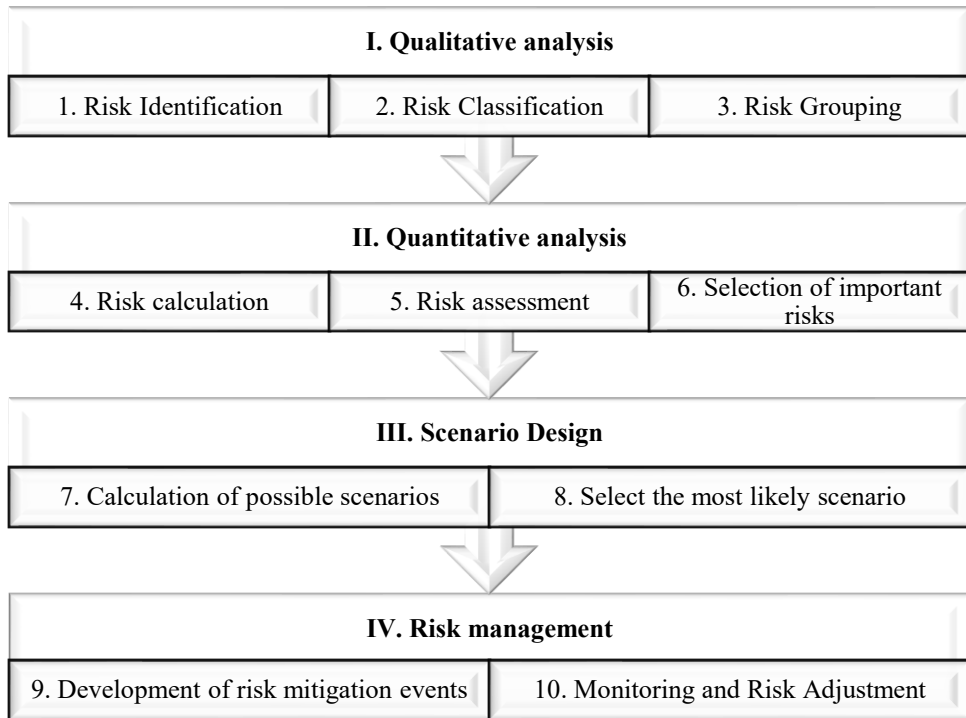 I. Qualitative analysis
1. Risk Identification
2. Risk Classification
3. Risk Grouping
II. Quantitative analysis
4. Risk calculation
5. Risk assessment
6. Selection of important
risks
III. Scenario Design
7. Calculation of possible scenarios
8. Select the most likely scenario
IV. Risk management
9. Development of risk mitigation events
10. Monitoring and Risk Adjustment